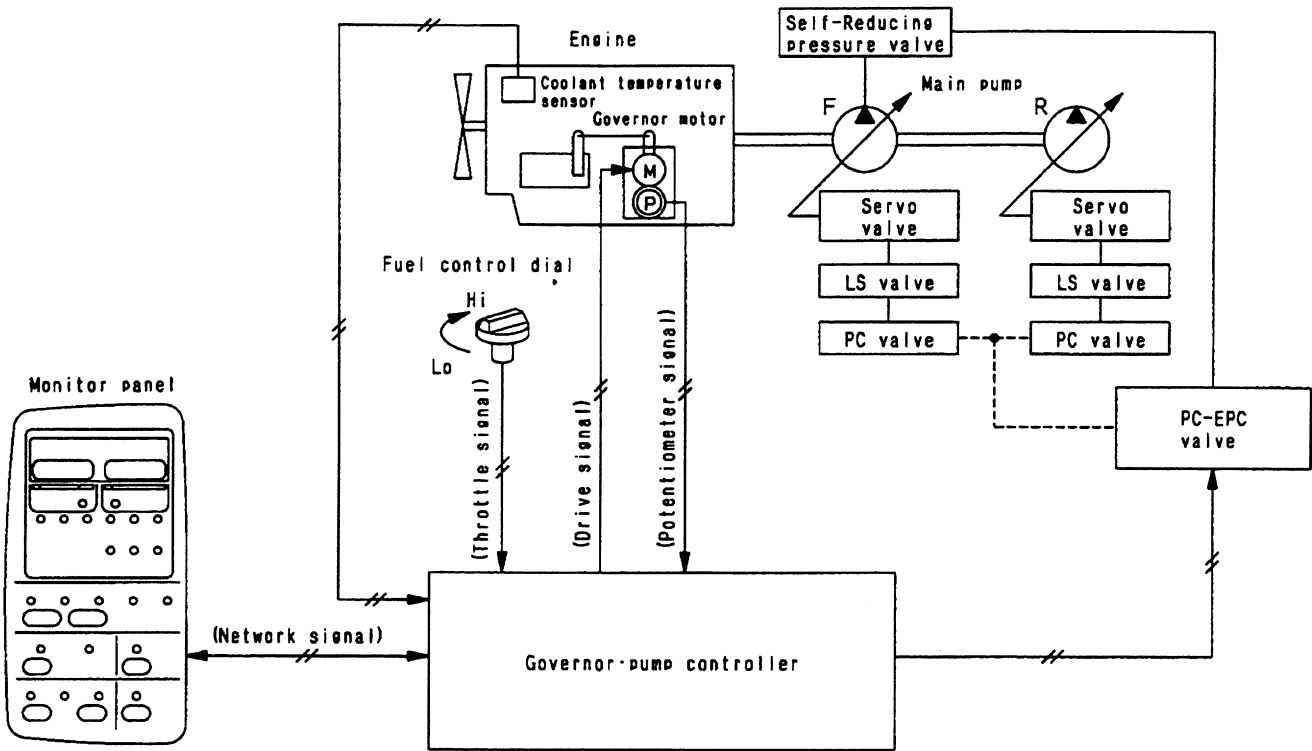 Self-Reducing
pressure valve
Engine
Coolant temperature
sensor
Governor motor
M
P
F
Main pump
R
Servo
valve
Servo
valve
LS valve
LS valve
PC valve
PC valve
PC-EPC
valve
Fuel control dial
Hi
Lo
Monitor panel
(Throttle signal)
(Drive signal)
(Potentiometer signal)
(Network signal)
Governor·pump controller